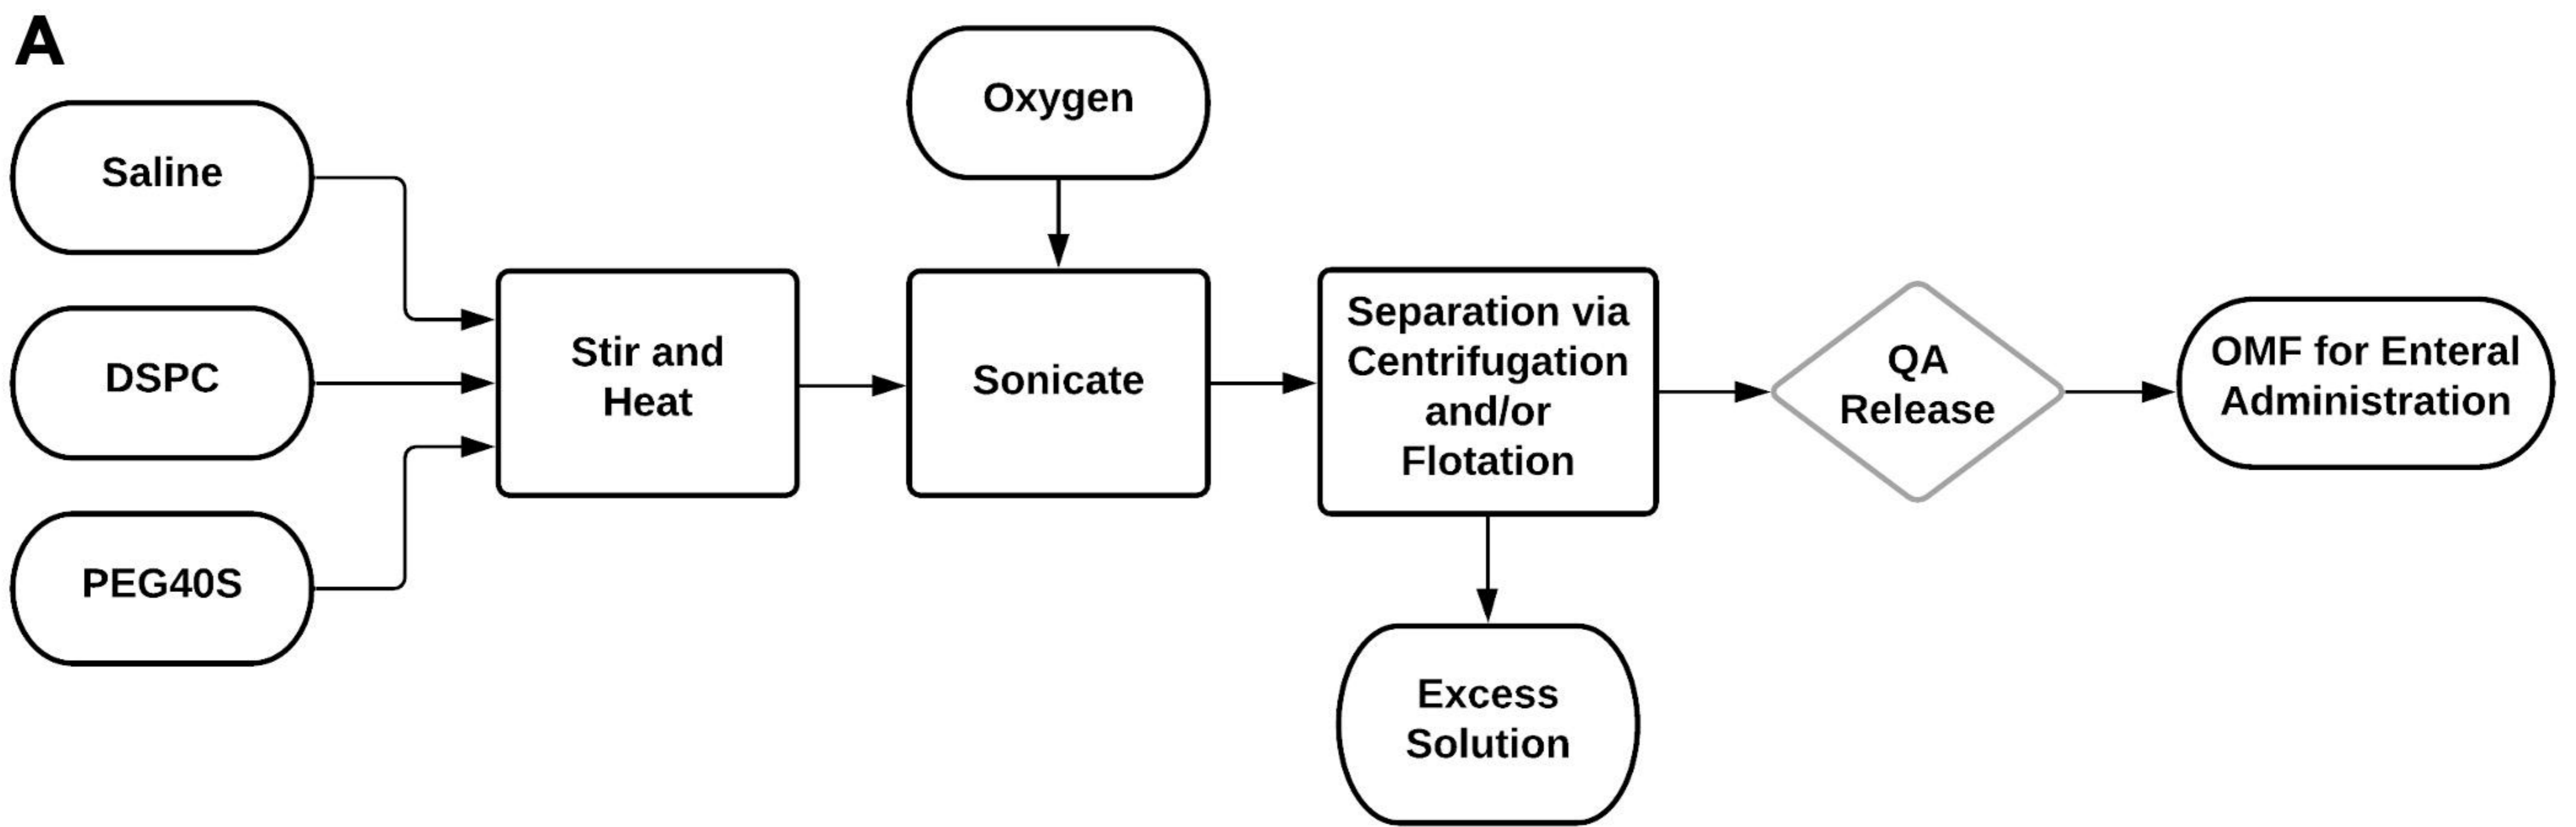 A
Saline
DSPC
PEG40S
Stir and
Heat
Oxygen
Sonicate
Separation via
Centrifugation
and/or
Flotation
Excess
Solution
QA
Release
OMF for Enteral
Administration